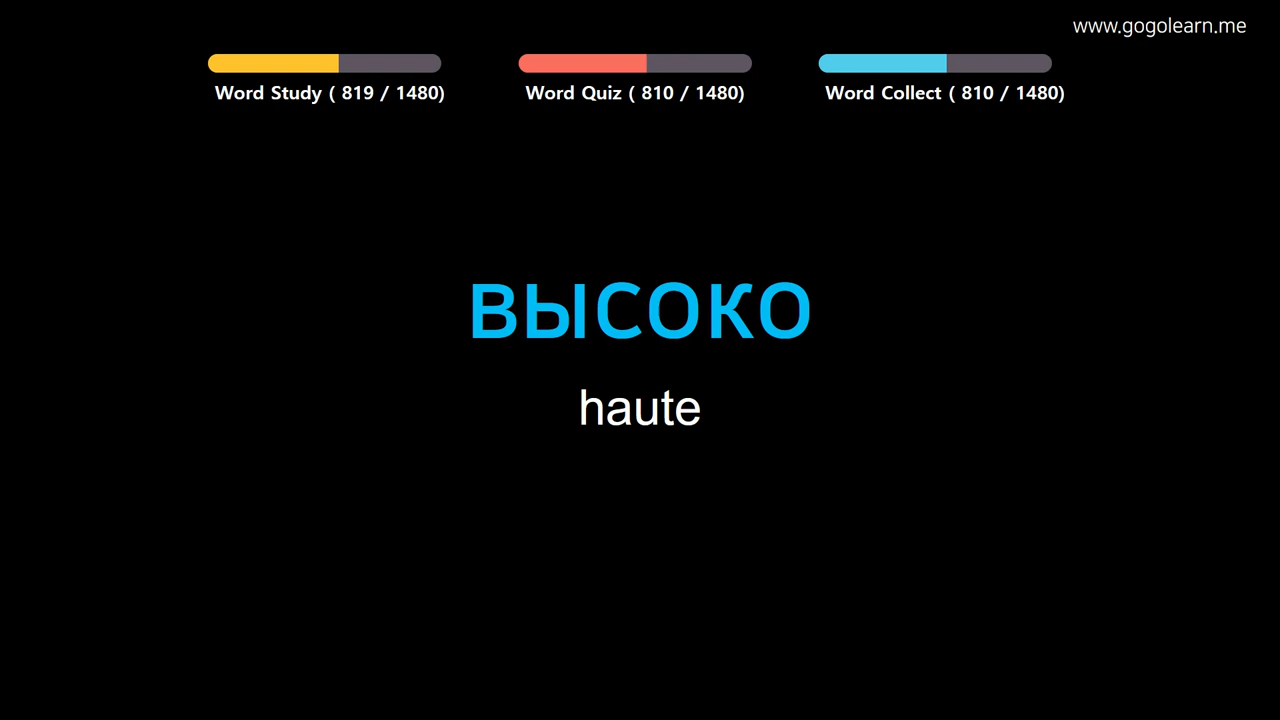 www.gogolearn.me
Word Study ( 819 / 1480)
Word Quiz ( 810 / 1480)
Word Collect ( 810 / 1480)
высоко
haute